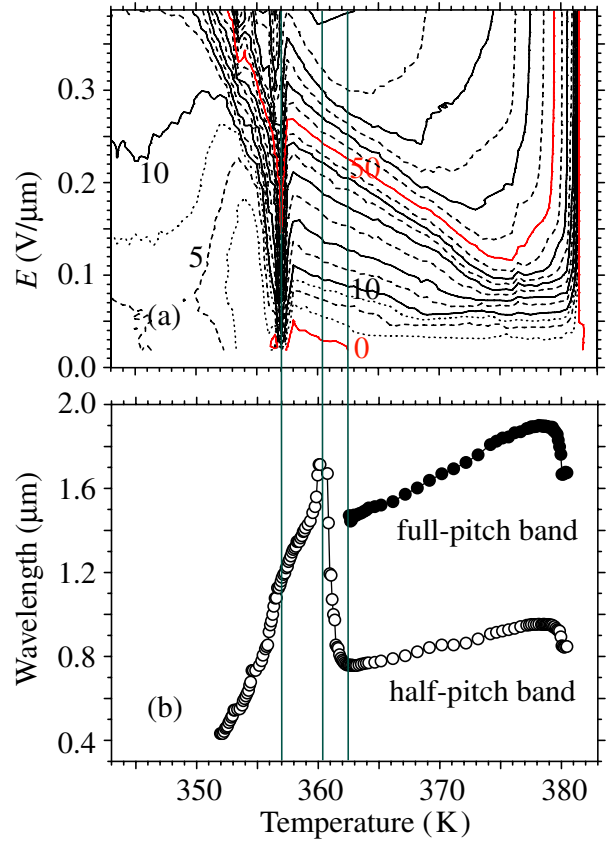 0.3
0.2
0.1
0.0
E (V/μm)
10
5
50
10
0
(a)
2.0
1.6
1.2
0.8
0.4
Wavelength (μm)
full-pitch band
half-pitch band
(b)
350 360 370 380
Temperature (K)